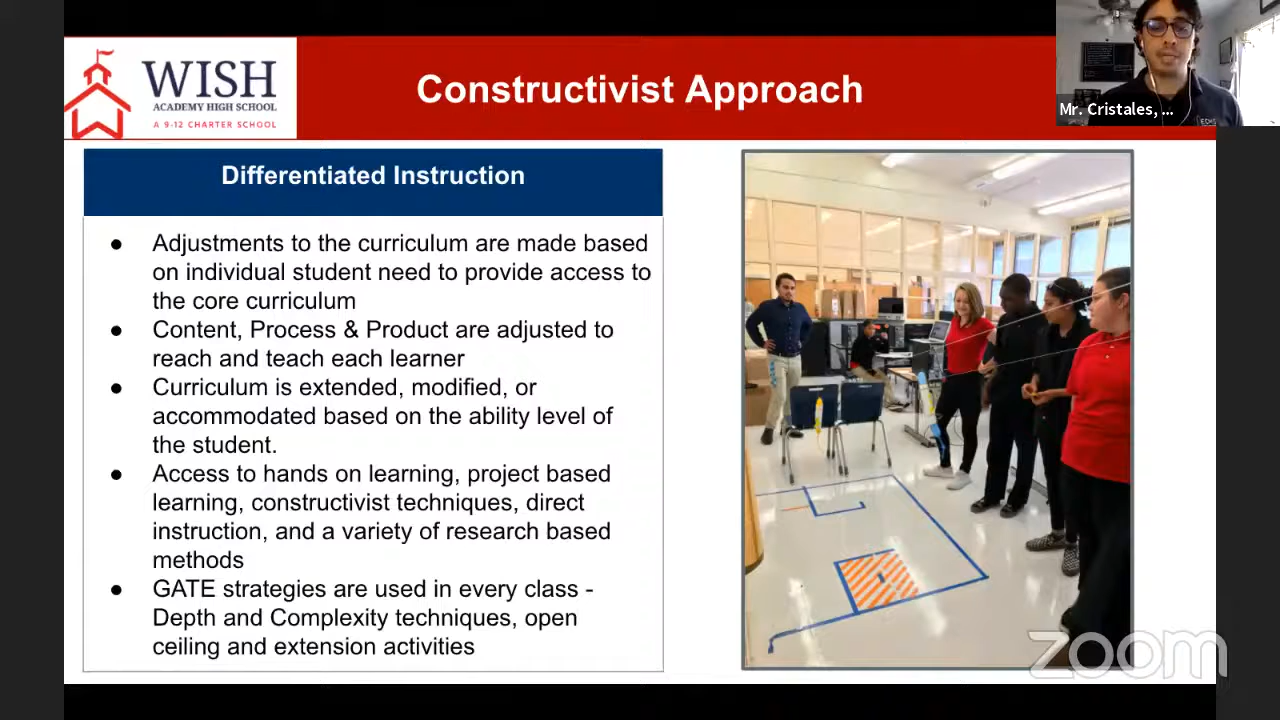 WISH
ACADEMY HIGH SCHOOL
A 9-12 CHARTER SCHOOL
Constructivist Approach
Mr. Cristales, ...
Differentiated Instruction
● Adjustments to the curriculum are made based
on individual student need to provide access to
the core curriculum
● Content, Process & Product are adjusted to
reach and teach each learner
● Curriculum is extended, modified, or
accommodated based on the ability level of
the student.
● Access to hands on learning, project based
learning, constructivist techniques, direct
instruction, and a variety of research based
methods
● GATE strategies are used in every class -
Depth and Complexity techniques, open
ceiling and extension activities
zoom